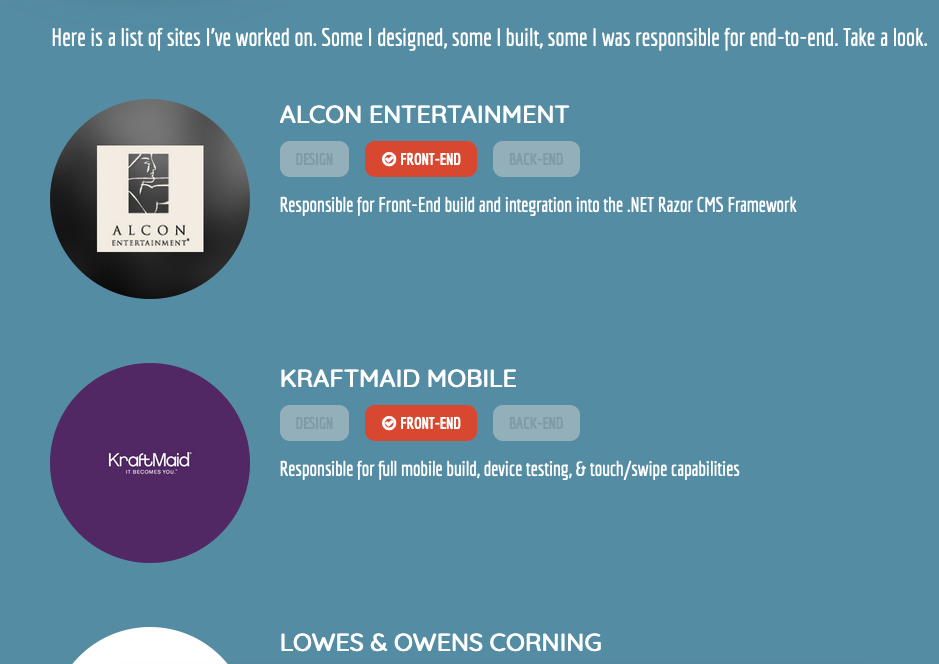 Here is a list of sites I've worked on. Some I designed, some I built, some I was responsible for end-to-end. Take a look.
ALCON ENTERTAINMENT
DESIGN FRONT-END BACK-END
Responsible for Front-End build and integration into the .NET Razor CMS Framework
ALCON
ENTERTAINMENT
KRAFTMAID MOBILE
DESIGN FRONT-END BACK-END
Responsible for full mobile build, device testing, & touch/swipe capabilities
KraftMaid
IT BECOMES YOU.™
LOWES & OWENS CORNING